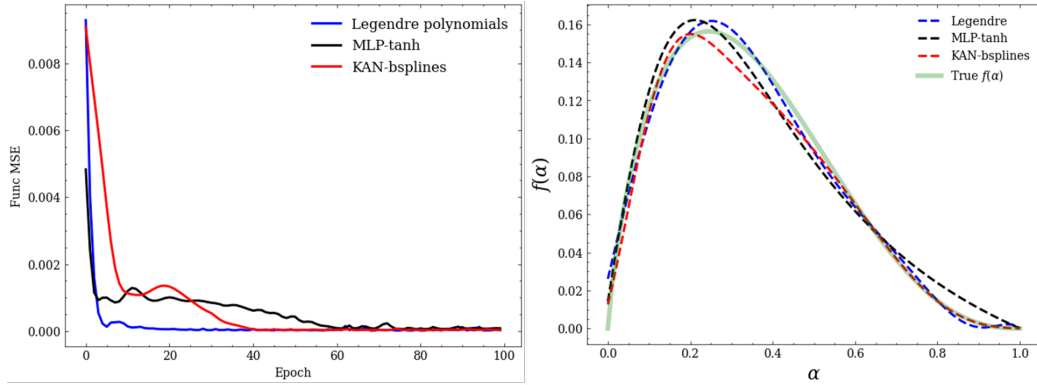 Legendre polynomials
MLP-tanh
KAN-bsplines
0.008
0.006
0.004
0.002
0.000
Func MSE
0
20
40
60
80
100
Epoch
Legendre
MLP-tanh
KAN-bsplines
True f(α)
0.16
0.14
0.12
0.10
0.08
0.06
0.04
0.02
0.00
f(α)
0.0
0.2
0.4
0.6
0.8
1.0
α